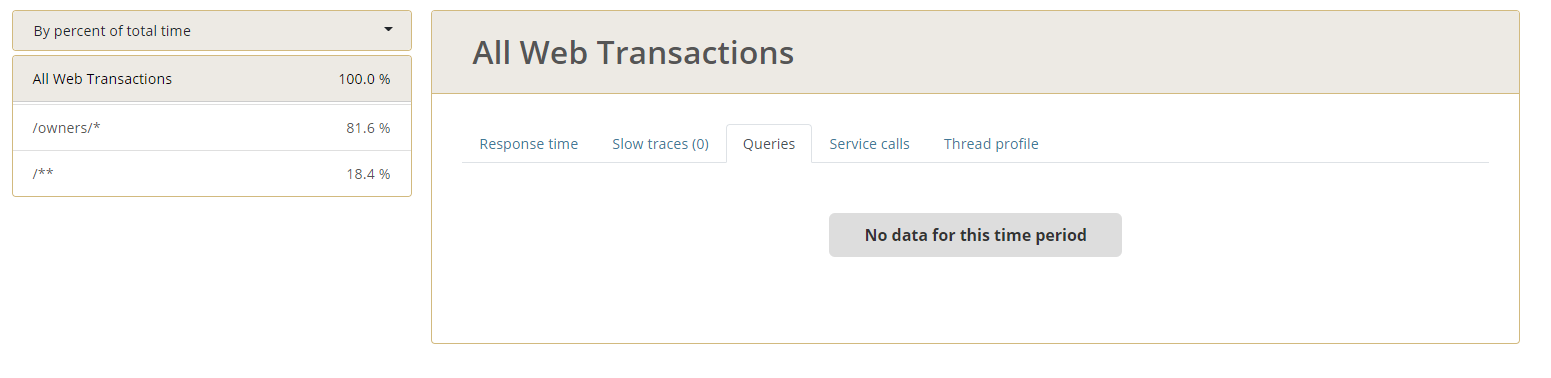 By percent of total time
All Web Transactions 100.0 %
/owners/* 81.6 %
/** 18.4 %
All Web Transactions
Response time Slow traces (0) Queries Service calls Thread profile
No data for this time period